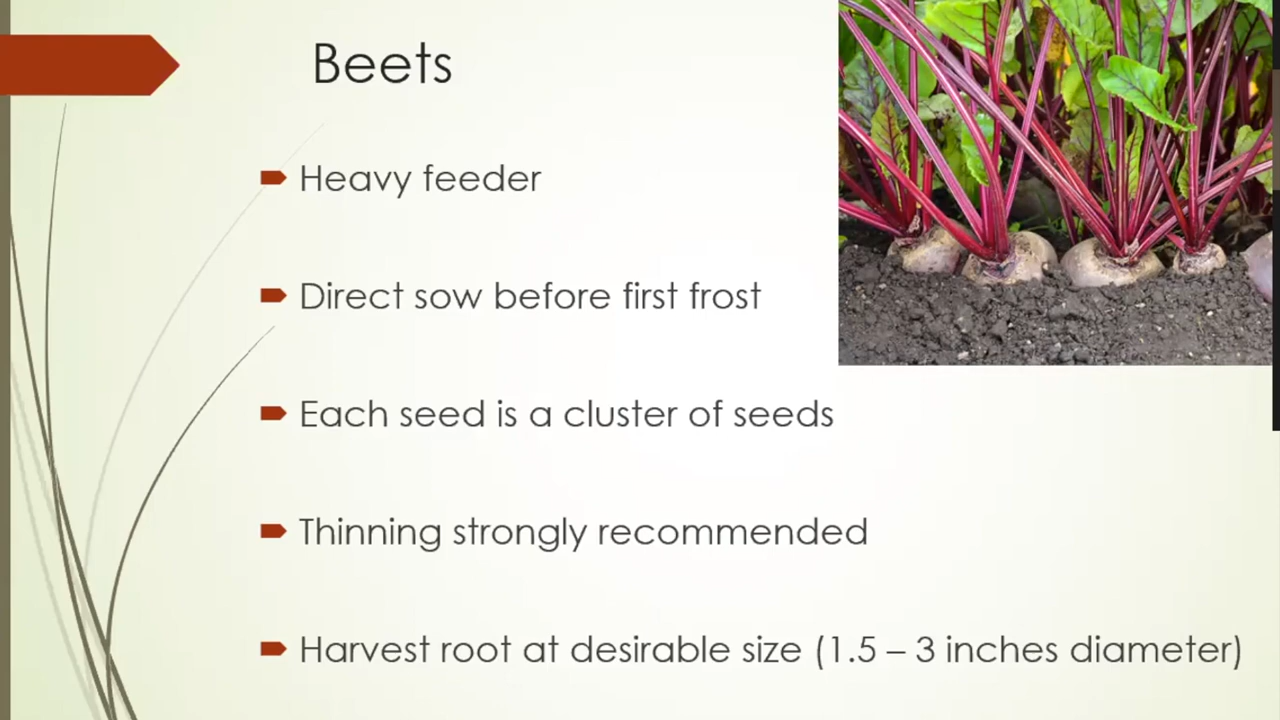 Beets
Heavy feeder
Direct sow before first frost
Each seed is a cluster of seeds
Thinning strongly recommended
Harvest root at desirable size (1.5 – 3 inches diameter)